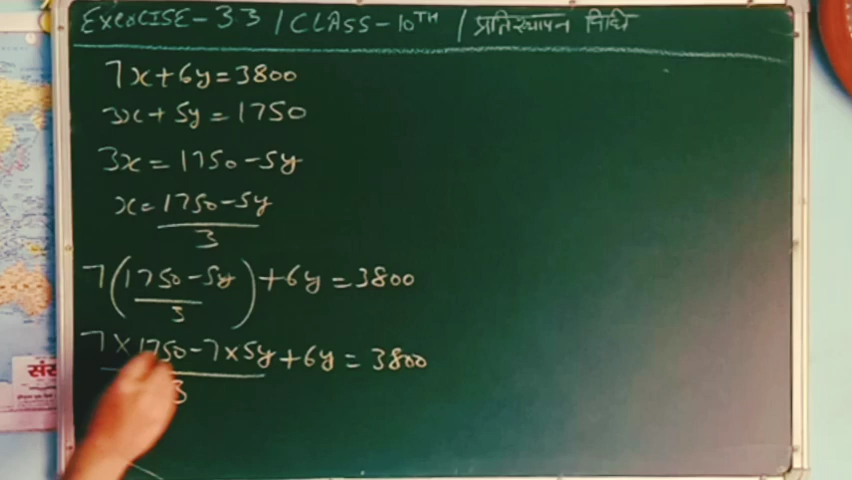 EXERCISE-33 / CLASS-10TH / प्रतिस्थापन विधि
7x+6y=3800
3x+5y=1750
3x=1750-5y
x=1750-5y
3
7(1750-5y)+6y=3800
3
7×1750-7×5y+6y=3800
3
संस